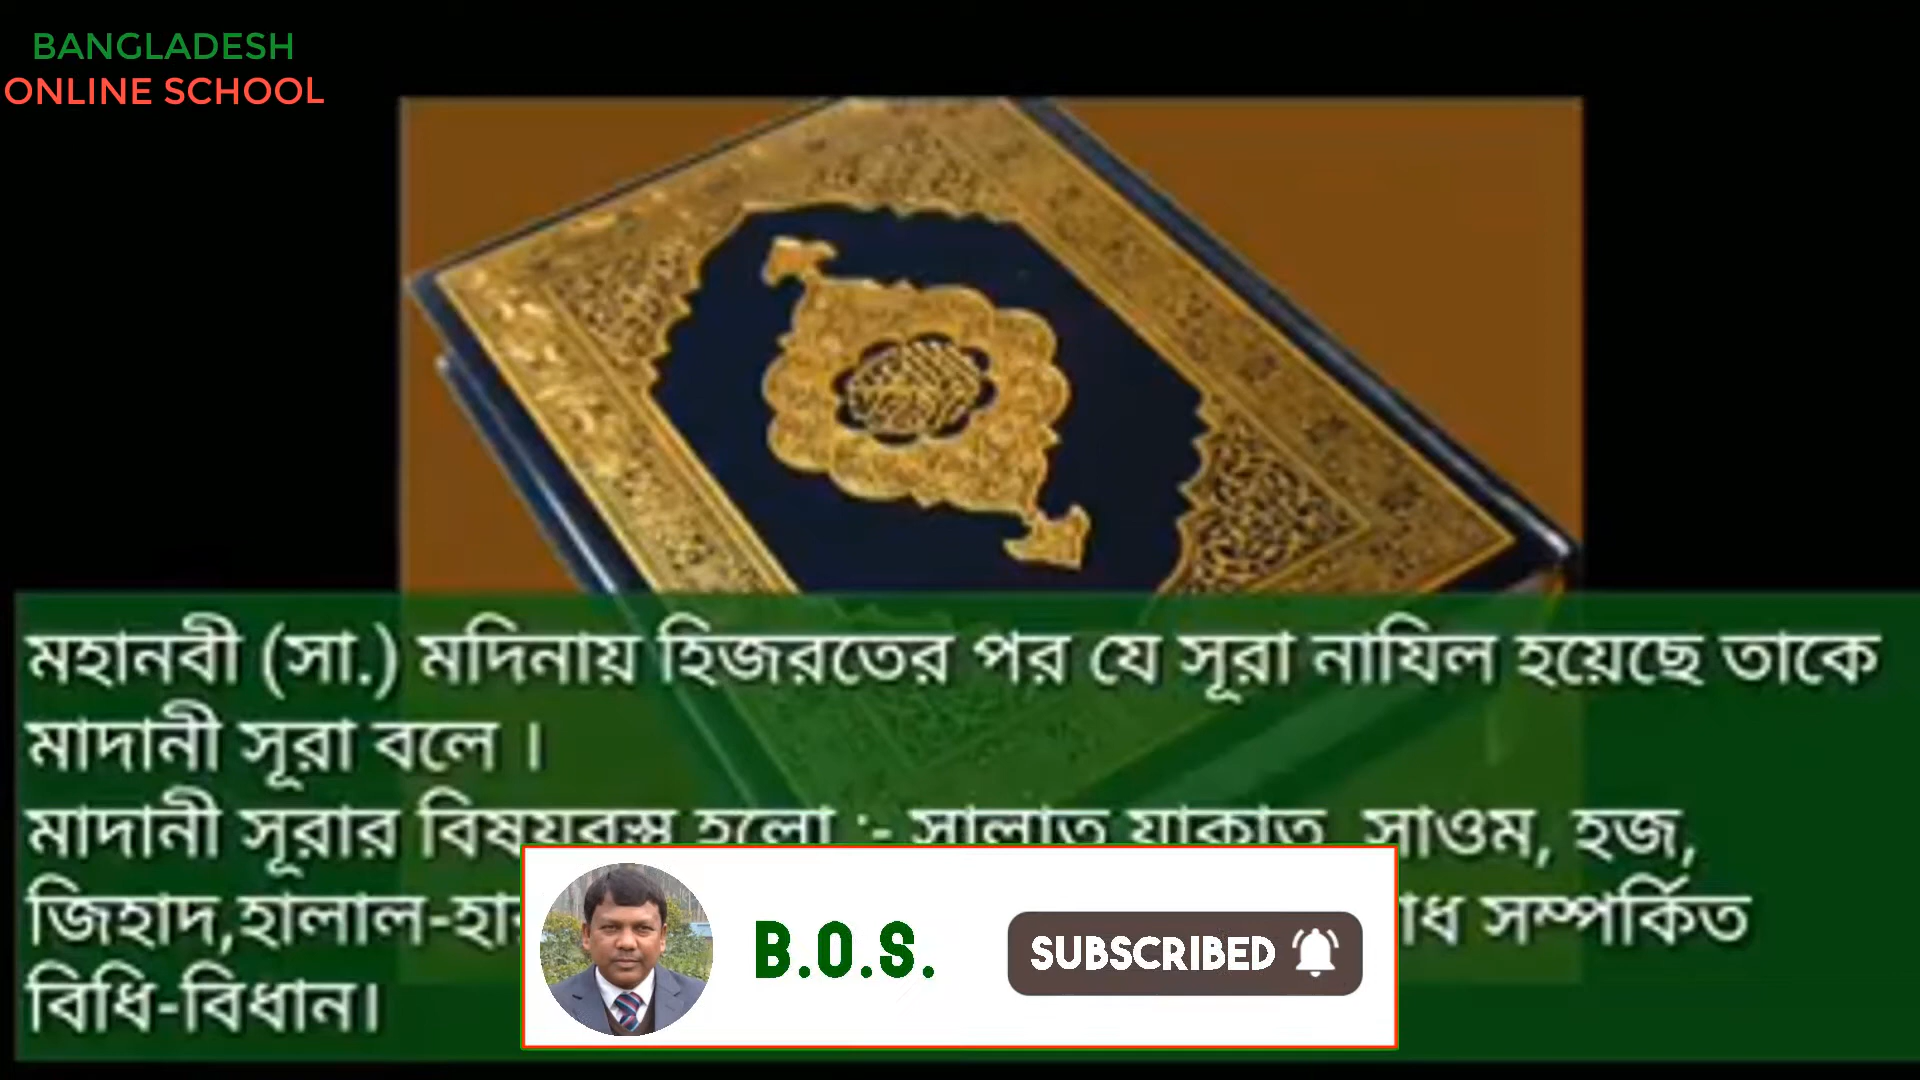 BANGLADESH
ONLINE SCHOOL
মহানবী (সা.) মদিনায় হিজরতের পর যে সূরা নাযিল হয়েছে তাকে
মাদানী সূরা বলে ।
মাদানী সূরার বিষয়বস্তু হলো :- সালাত যাকাত, সাওম, হজ,
জিহাদ,হালাল- সম্পর্কিত
বিধি-বিধান।
B.O.S.
SUBSCRIBED